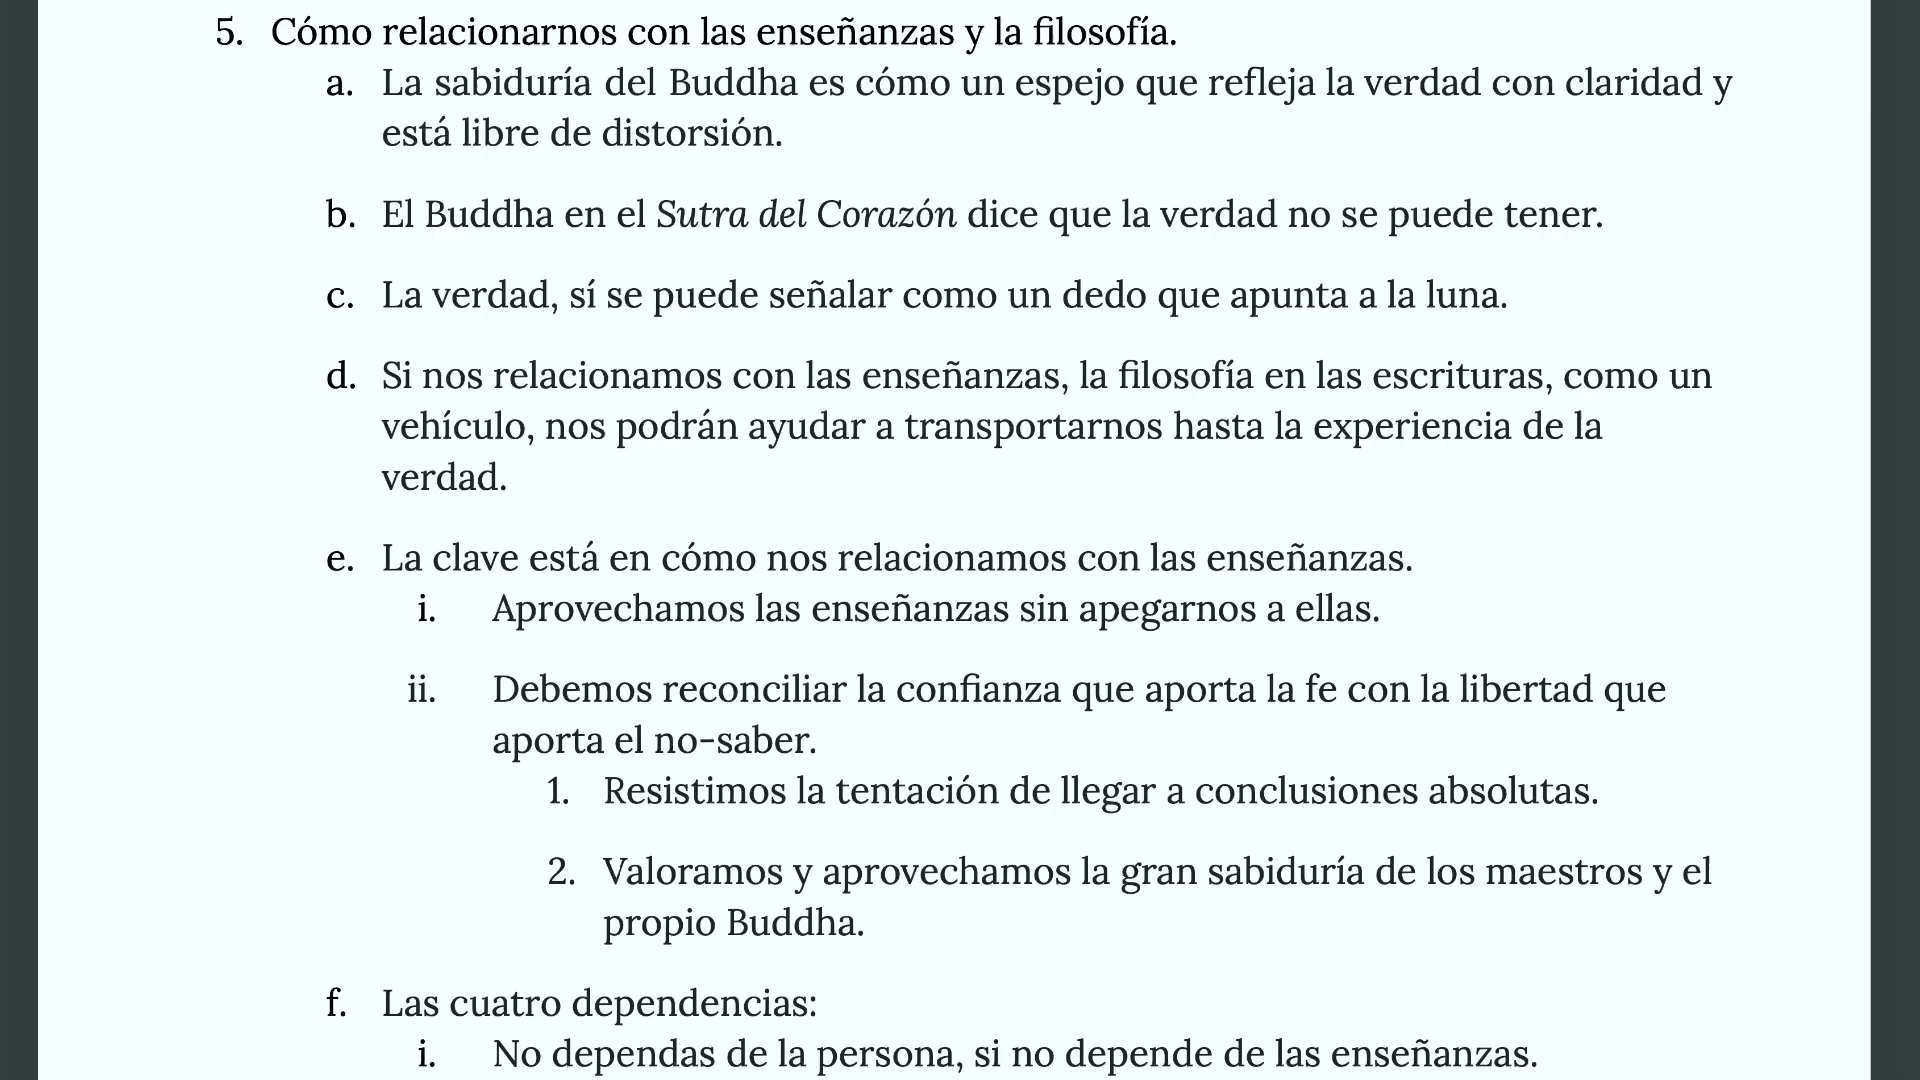 5. Cómo relacionarnos con las enseñanzas y la filosofía.
a. La sabiduría del Buddha es cómo un espejo que refleja la verdad con claridad y
está libre de distorsión.
b. El Buddha en el Sutra del Corazón dice que la verdad no se puede tener.
c. La verdad, sí se puede señalar como un dedo que apunta a la luna.
d. Si nos relacionamos con las enseñanzas, la filosofía en las escrituras, como un
vehículo, nos podrán ayudar a transportarnos hasta la experiencia de la
verdad.
e. La clave está en cómo nos relacionamos con las enseñanzas.
i. Aprovechamos las enseñanzas sin apegarnos a ellas.
ii. Debemos reconciliar la confianza que aporta la fe con la libertad que
aporta el no-saber.
1. Resistimos la tentación de llegar a conclusiones absolutas.
2. Valoramos y aprovechamos la gran sabiduría de los maestros y el
propio Buddha.
f. Las cuatro dependencias:
i. No dependas de la persona, si no depende de las enseñanzas.